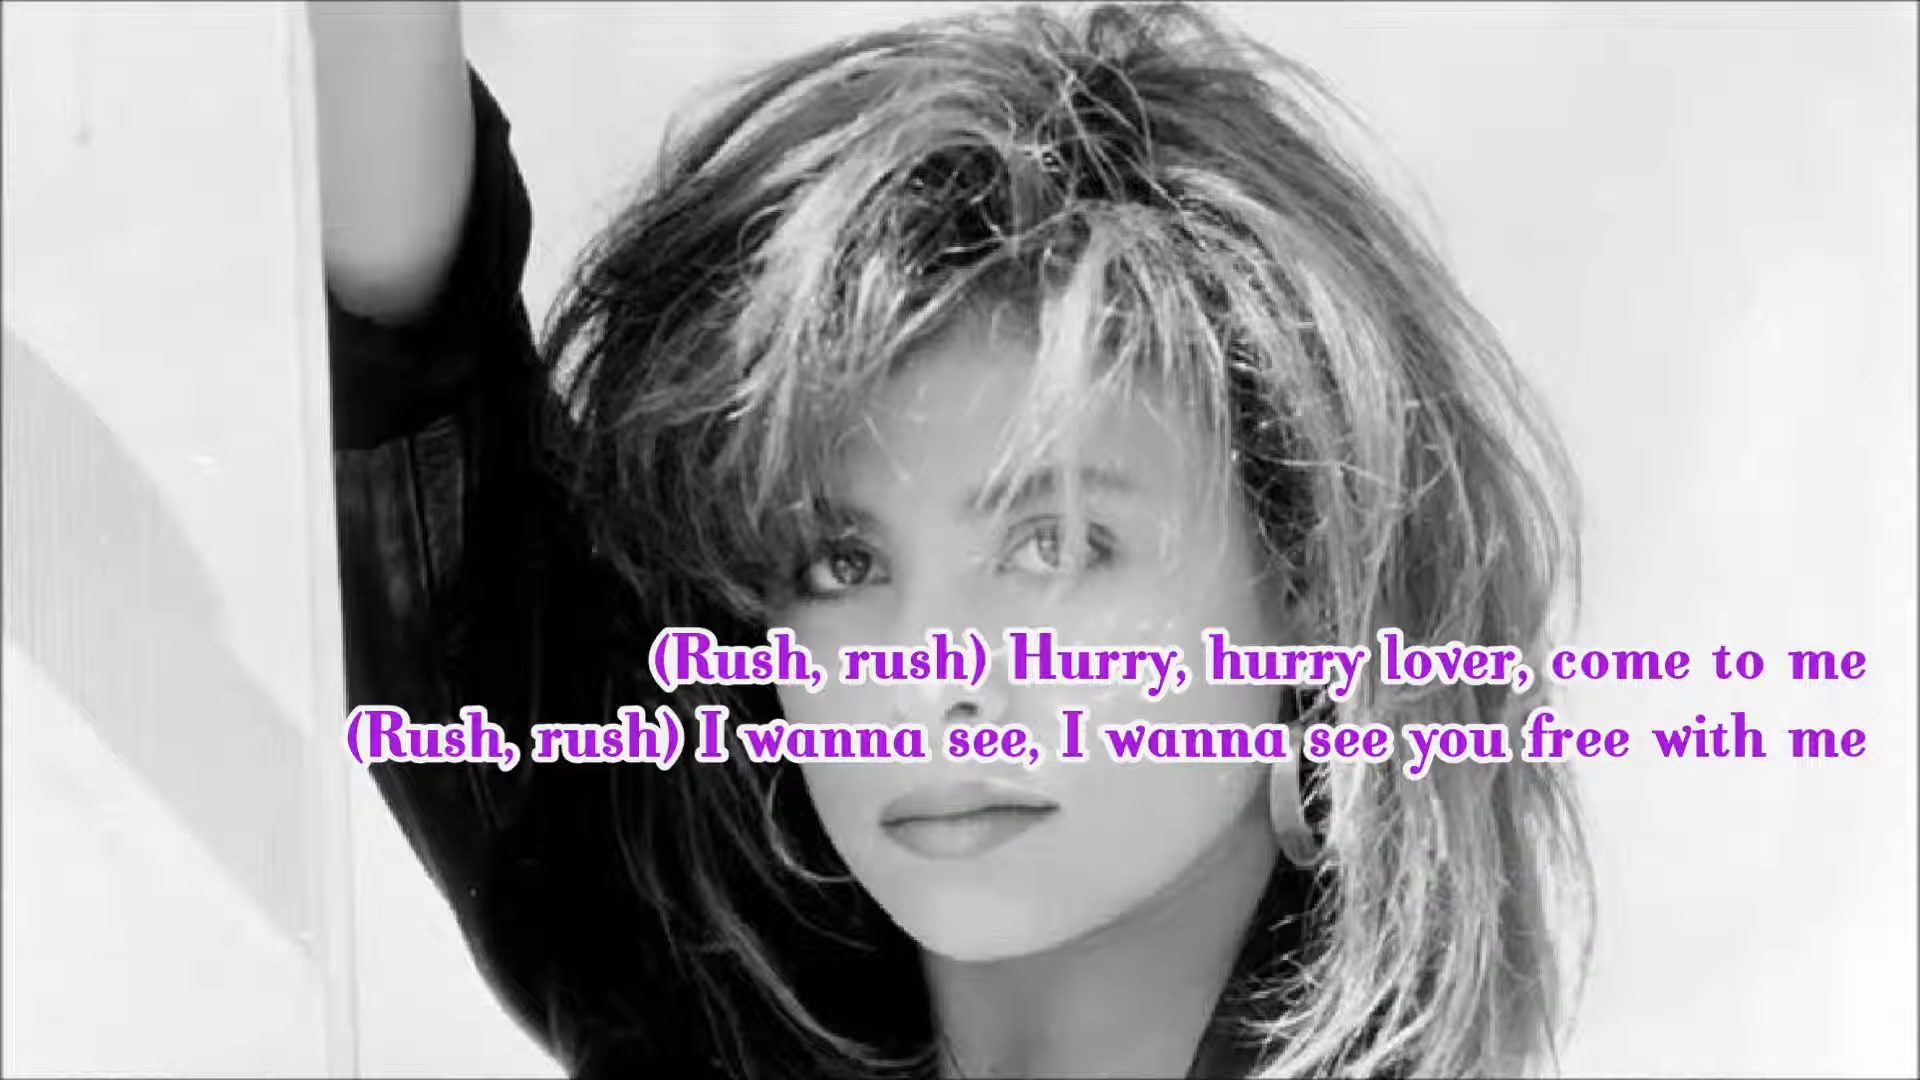 (Rush, rush) Hurry, hurry lover, come to me
(Rush, rush) I wanna see, I wanna see you free with me